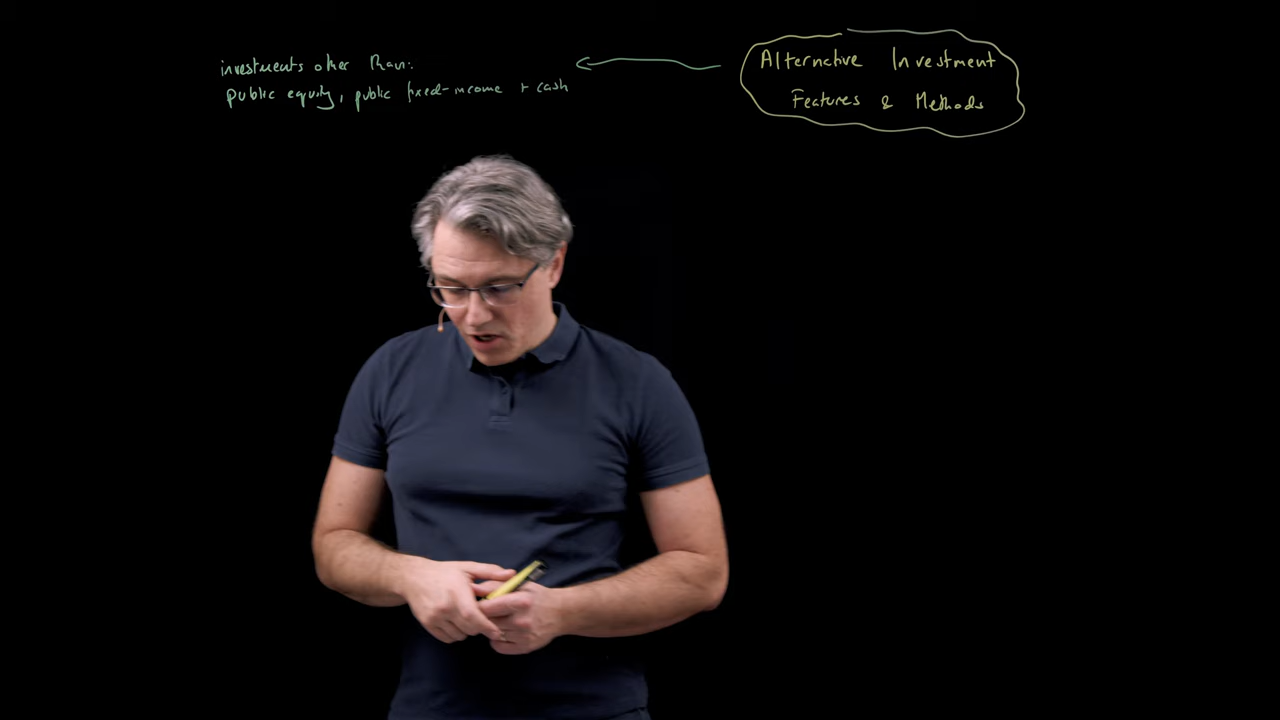 investments other than:
public equity, public fixed-income + cash
Alternative Investment
Features & Methods